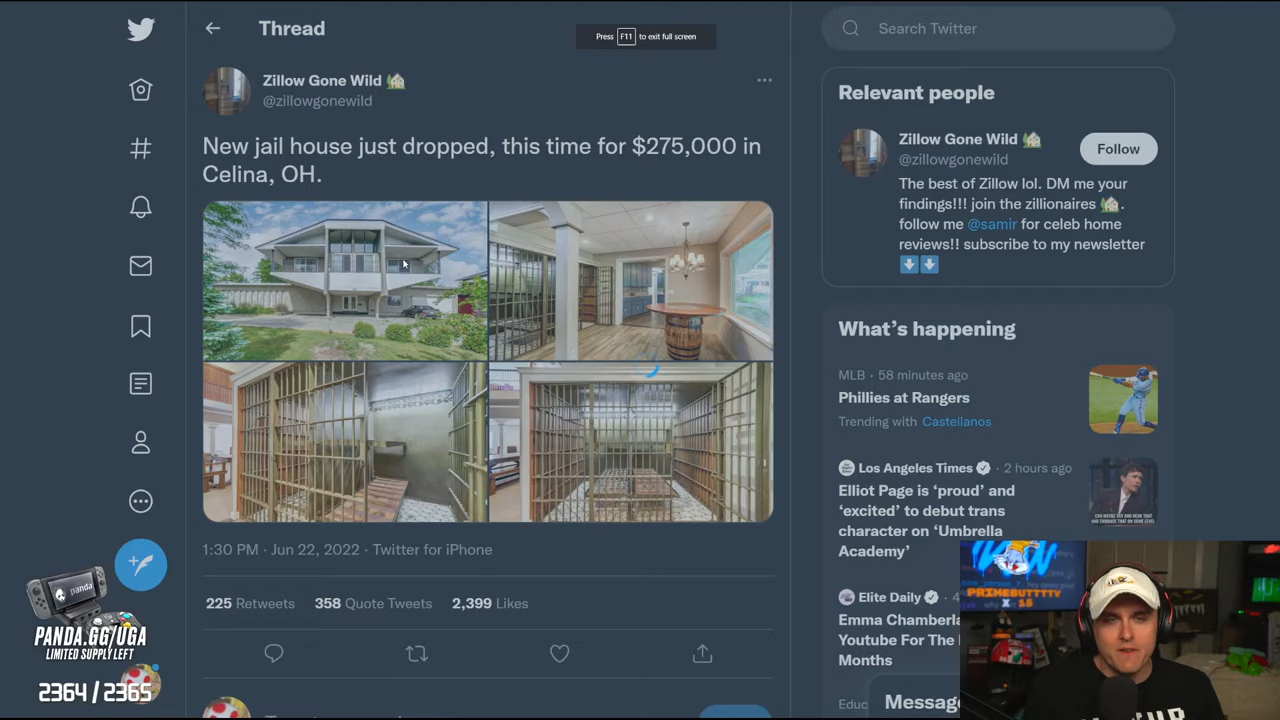 Thread
Press F11 to exit full screen
Search Twitter
Zillow Gone Wild
@zillowgonewild
New jail house just dropped, this time for $275,000 in
Celina, OH.
1:30 PM · Jun 22, 2022 · Twitter for iPhone
225 Retweets 358 Quote Tweets 2,399 Likes
Relevant people
Zillow Gone Wild
@zillowgonewild
Follow
The best of Zillow lol. DM me your
findings!!! join the zillionaires
follow me @samir for celeb home
reviews!! subscribe to my newsletter
What's happening
MLB · 58 minutes ago
Phillies at Rangers
Trending with Castellanos
Los Angeles Times · 2 hours ago
Elliot Page is 'proud' and
'excited' to debut trans
character on 'Umbrella
Academy'
Elite Daily · 4
Emma Chamberla
Youtube For The
Months
Educ
Messag
panda
PANDA.GG/UGA
LIMITED SUPPLY LEFT
2364 / 2365
PRIMEBUTTTTV
X 15